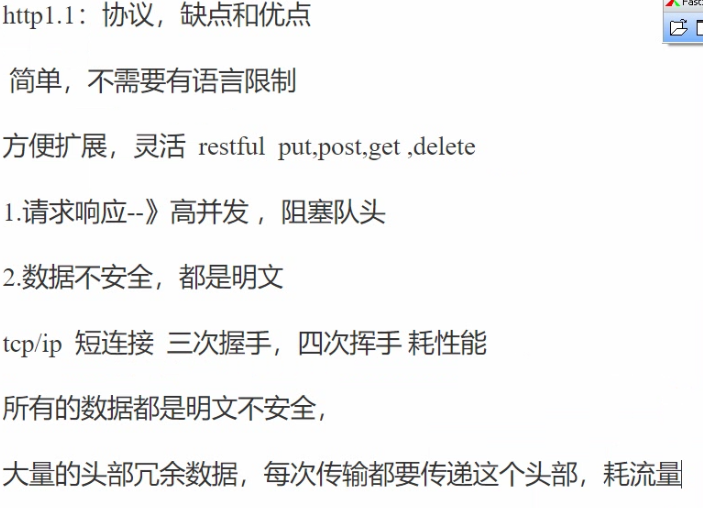 http1.1：协议，缺点和优点
简单，不需要有语言限制
方便扩展，灵活 restful put,post,get ,delete
1.请求响应--》高并发 ，阻塞队头
2.数据不安全，都是明文
tcp/ip 短连接 三次握手，四次挥手 耗性能
所有的数据都是明文不安全，
大量的头部冗余数据，每次传输都要传递这个头部，耗流量